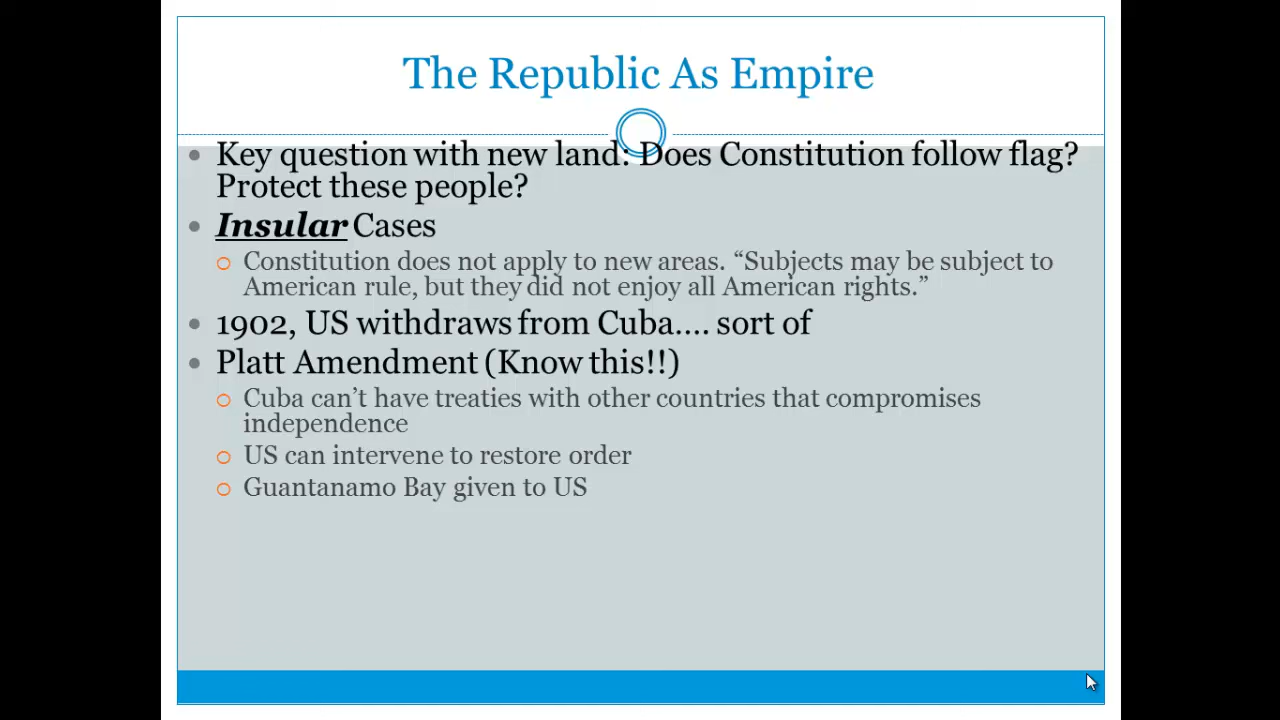 The Republic As Empire
Key question with new land: Does Constitution follow flag?
Protect these people?
Insular Cases
Constitution does not apply to new areas. “Subjects may be subject to
American rule, but they did not enjoy all American rights.”
1902, US withdraws from Cuba…. sort of
Platt Amendment (Know this!!)
Cuba can’t have treaties with other countries that compromises
independence
US can intervene to restore order
Guantanamo Bay given to US